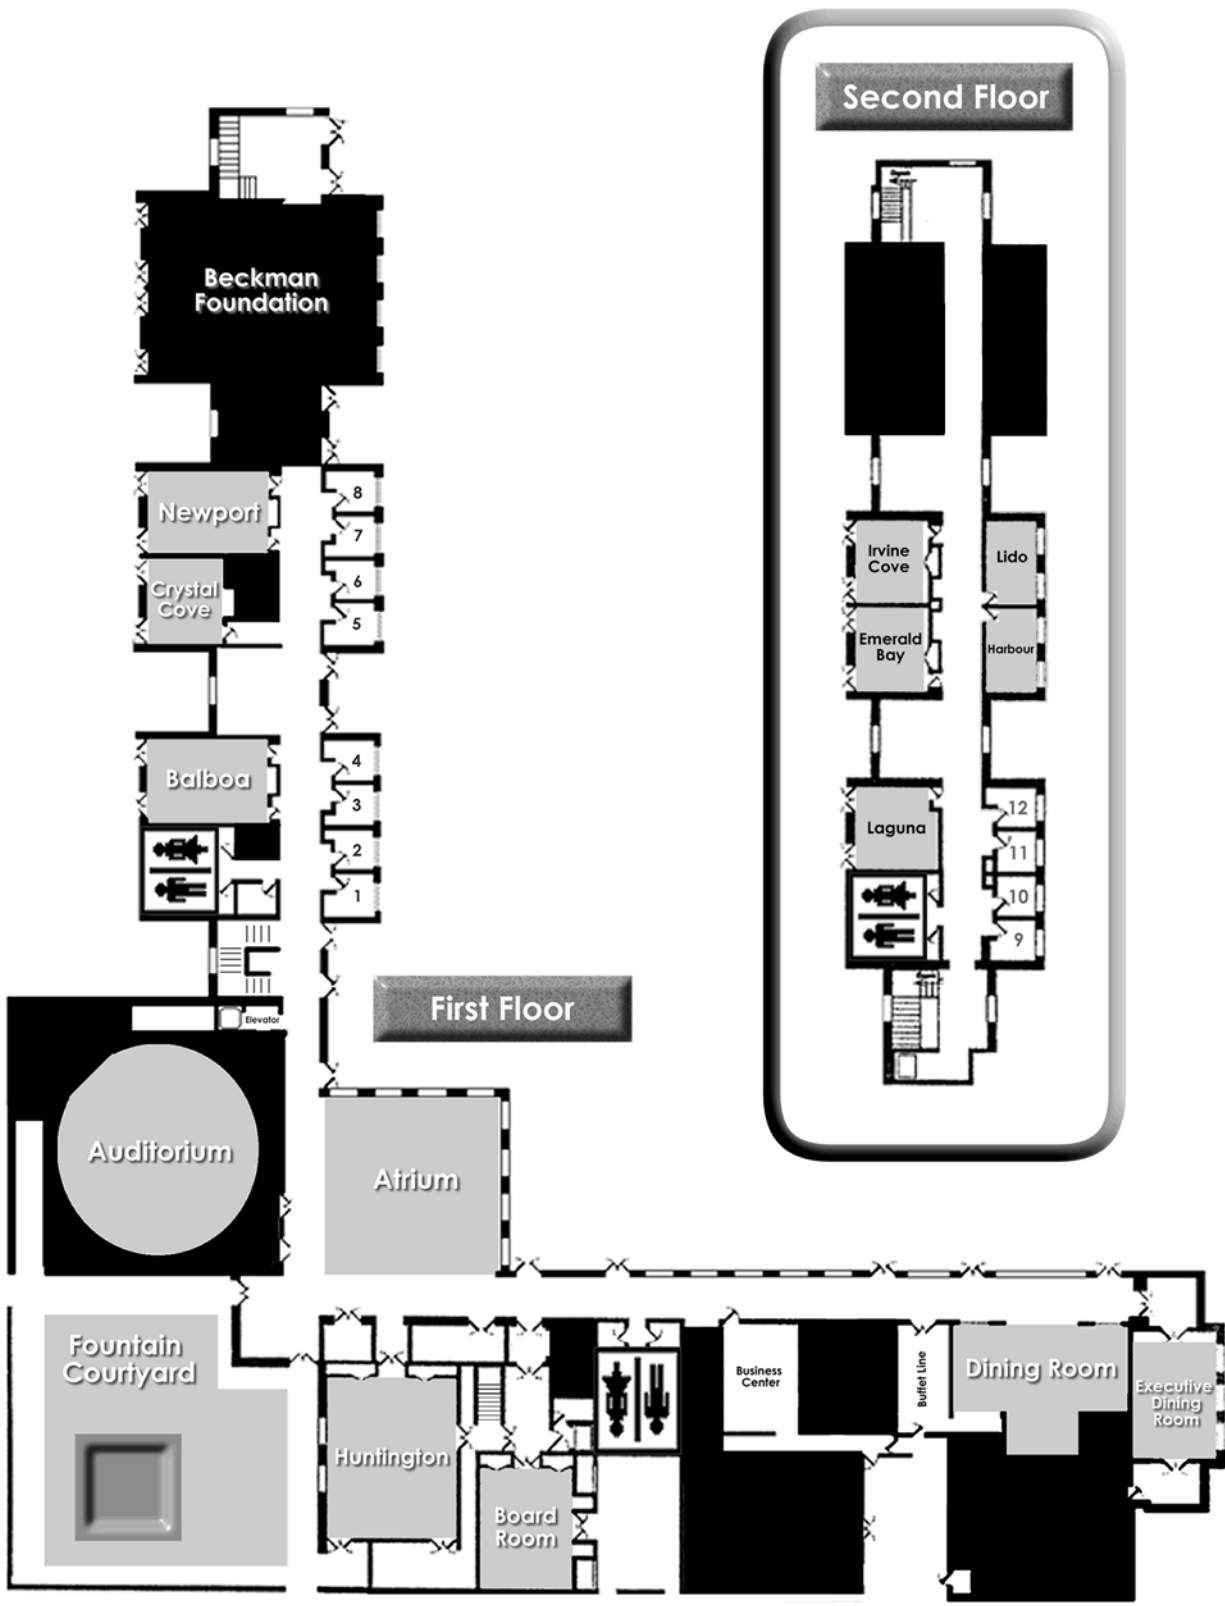 Second Floor
Beckman
Foundation
8
Newport
7
Crystal
Cove
6
5
Irvine
Cove
Lido
Emerald
Bay
Harbour
4
Balboa
3
2
1
12
Laguna
11
10
9
First Floor
Elevator
Auditorium
Atrium
Fountain
Courtyard
Business
Center
Buffet Line
Dining Room
Executive
Dining
Room
Huntington
Board
Room